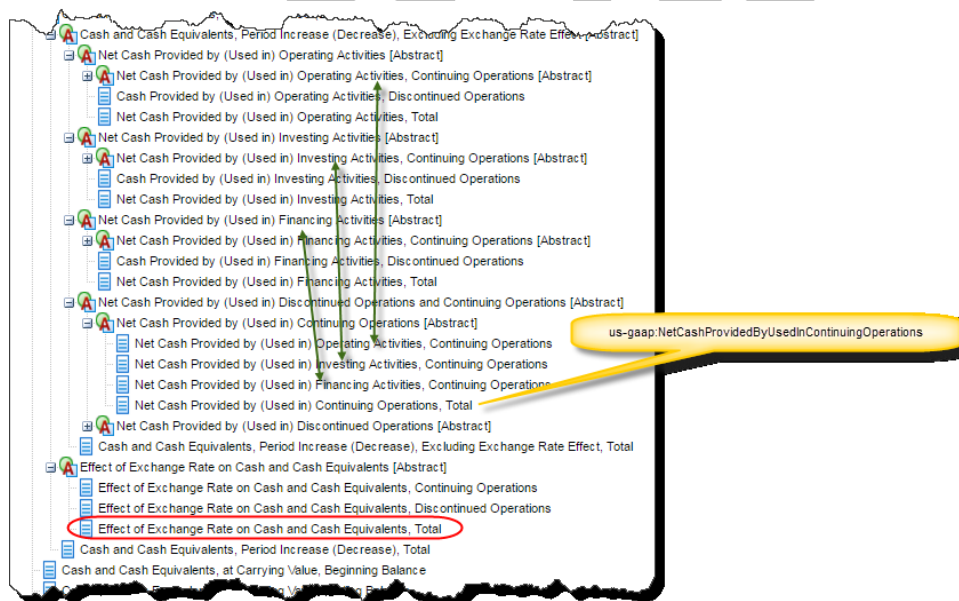 Cash and Cash Equivalents, Period Increase (Decrease), Excluding Exchange Rate Effect [Abstract]
Net Cash Provided by (Used in) Operating Activities [Abstract]
Net Cash Provided by (Used in) Operating Activities, Continuing Operations [Abstract]
Cash Provided by (Used in) Operating Activities, Discontinued Operations
Net Cash Provided by (Used in) Operating Activities, Total
Net Cash Provided by (Used in) Investing Activities [Abstract]
Net Cash Provided by (Used in) Investing Activities, Continuing Operations [Abstract]
Cash Provided by (Used in) Investing Activities, Discontinued Operations
Net Cash Provided by (Used in) Investing Activities, Total
Net Cash Provided by (Used in) Financing Activities [Abstract]
Net Cash Provided by (Used in) Financing Activities, Continuing Operations [Abstract]
Cash Provided by (Used in) Financing Activities, Discontinued Operations
Net Cash Provided by (Used in) Financing Activities, Total
Net Cash Provided by (Used in) Discontinued Operations and Continuing Operations [Abstract]
Net Cash Provided by (Used in) Continuing Operations [Abstract]
us-gaap:NetCashProvidedByUsedInContinuingOperations
Net Cash Provided by (Used in) Operating Activities, Continuing Operations
Net Cash Provided by (Used in) Investing Activities, Continuing Operations
Net Cash Provided by (Used in) Financing Activities, Continuing Operations
Net Cash Provided by (Used in) Continuing Operations, Total
Net Cash Provided by (Used in) Discontinued Operations [Abstract]
Cash and Cash Equivalents, Period Increase (Decrease), Excluding Exchange Rate Effect, Total
Effect of Exchange Rate on Cash and Cash Equivalents [Abstract]
Effect of Exchange Rate on Cash and Cash Equivalents, Continuing Operations
Effect of Exchange Rate on Cash and Cash Equivalents, Discontinued Operations
Effect of Exchange Rate on Cash and Cash Equivalents, Total
Cash and Cash Equivalents, Period Increase (Decrease), Total
Cash and Cash Equivalents, at Carrying Value, Beginning Balance